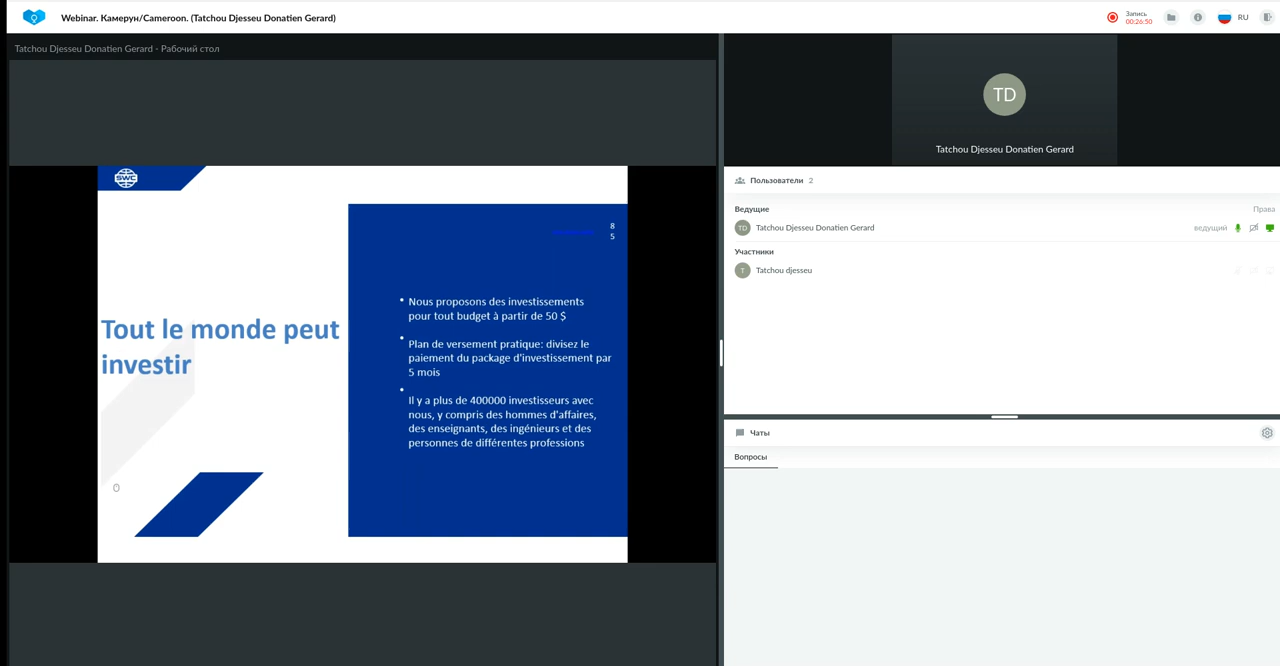 Webinar. Камерун/Cameroon. (Tatchou Djesseu Donatien Gerard)
Запись
00:26:50
RU
Tatchou Djesseu Donatien Gerard - Рабочий стол
SWC
8
5
Tout le monde peut
investir
• Nous proposons des investissements
pour tout budget à partir de 50 $
• Plan de versement pratique: divisez le
paiement du package d'investissement par
5 mois
• Il y a plus de 400000 investisseurs avec
nous, y compris des hommes d'affaires,
des enseignants, des ingénieurs et des
personnes de différentes professions
TD
Tatchou Djesseu Donatien Gerard
Пользователи 2
Ведущие Права
TD Tatchou Djesseu Donatien Gerard ведущий
Участники
T Tatchou djesseu
Чаты
Вопросы